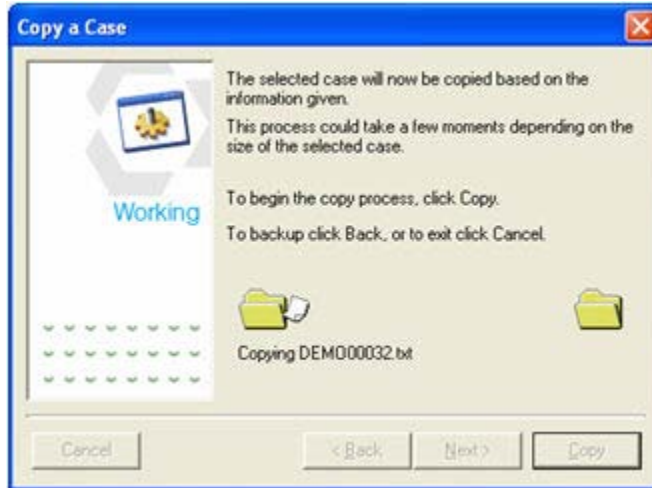 Copy a Case
The selected case will now be copied based on the
information given.
This process could take a few moments depending on the
size of the selected case.
Working
To begin the copy process, click Copy.
To backup click Back, or to exit click Cancel.
Copying DEMO00032.txt
Cancel
< Back
Next >
Copy